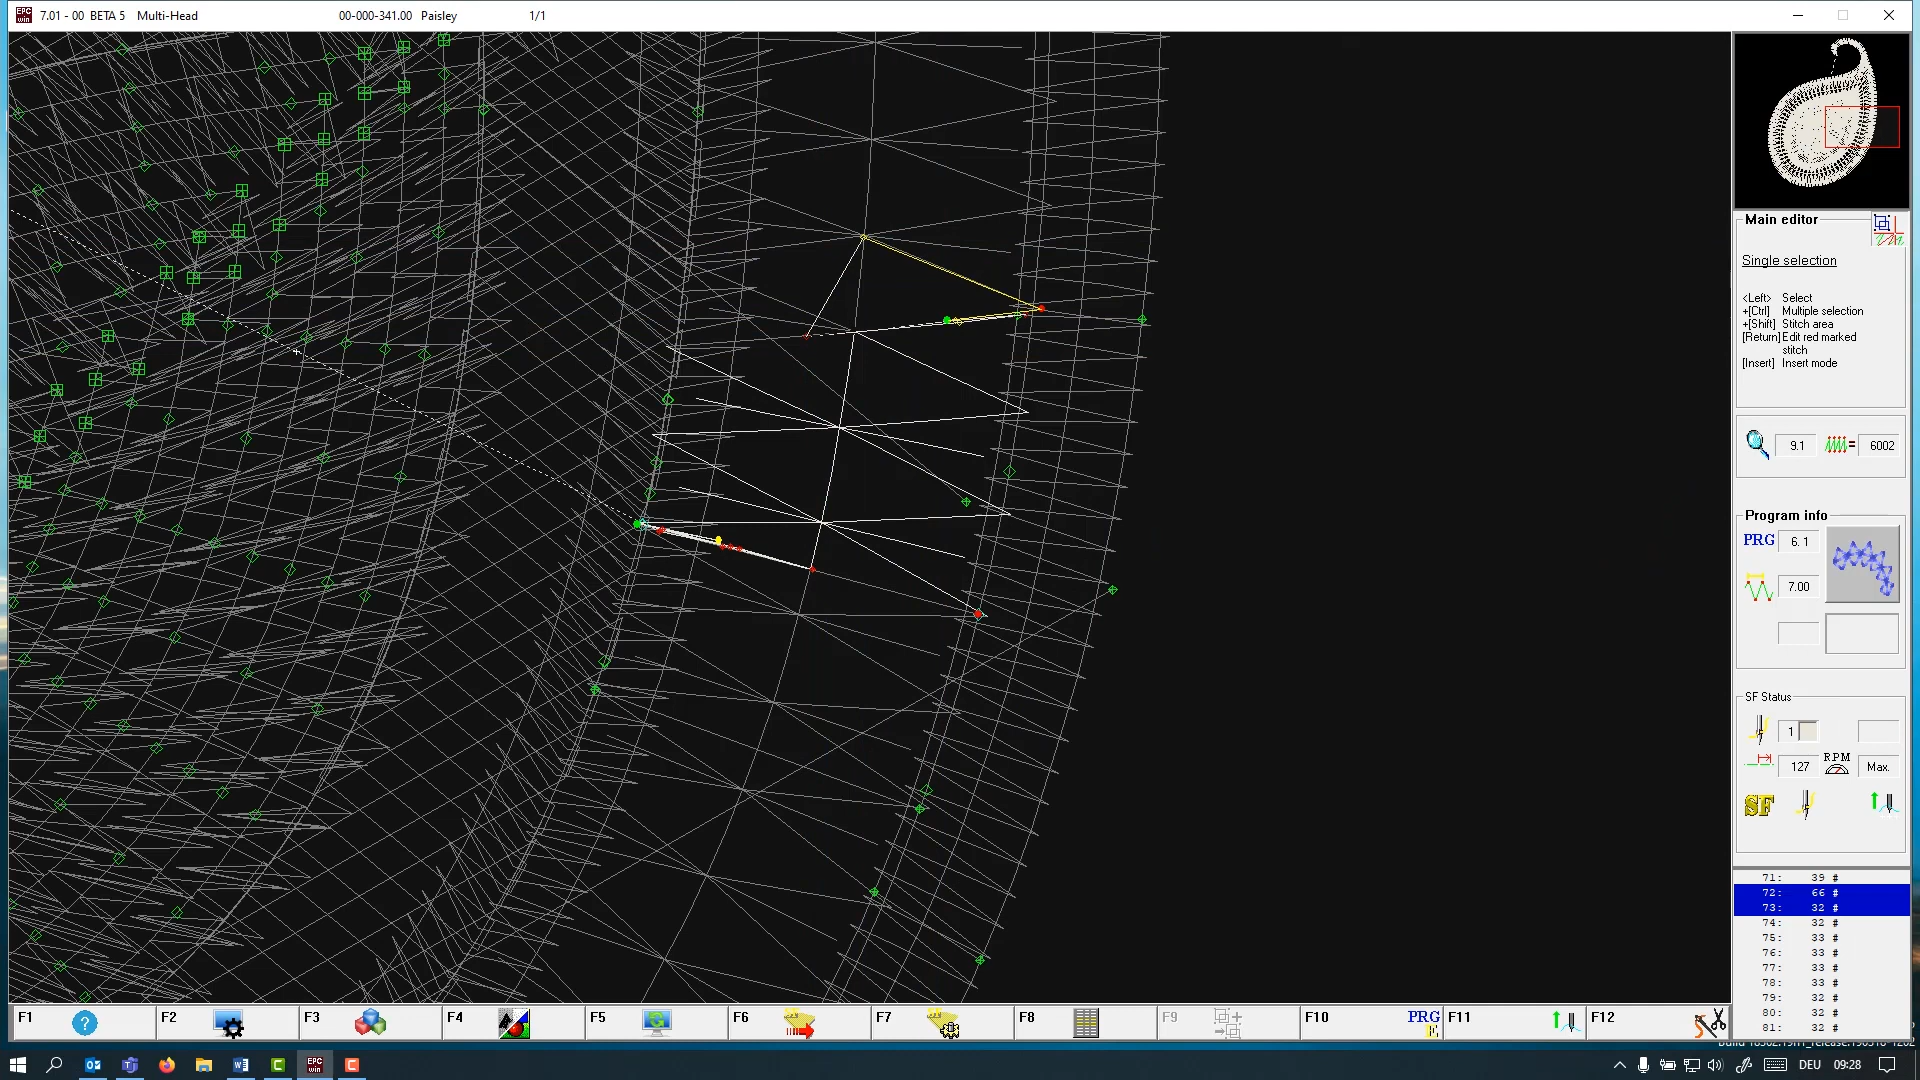 EPC win 7.01 - 00 BETA 5 Multi-Head 00-000-341.00 Paisley 1/1
Main editor
Single selection
<Left> Select
+[Ctrl] Multiple selection
+[Shift] Stitch area
[Return] Edit red marked
stitch
[Insert] Insert mode
9.1 = 6002
Program info
PRG 6. 1
7.00
SF Status
1
127 RPM Max.
SF
71: 39 #
72: 66 #
73: 32 #
74: 32 #
75: 33 #
76: 33 #
77: 33 #
78: 33 #
79: 32 #
80: 32 #
81: 32 #
F1 ? F2 F3 F4 F5 F6 F7 F8 F9 F10 PRG E F11 F12
EPC win DEU 09:28